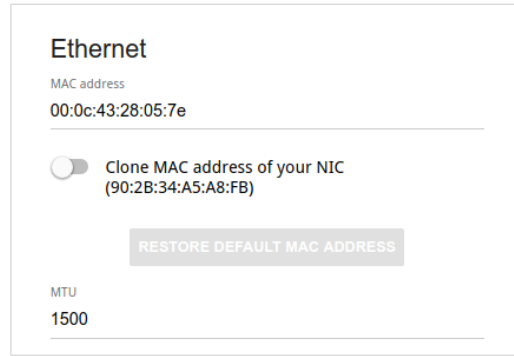 Ethernet
MAC address
00:0c:43:28:05:7e
Clone MAC address of your NIC
(90:2B:34:A5:A8:FB)
RESTORE DEFAULT MAC ADDRESS
MTU
1500